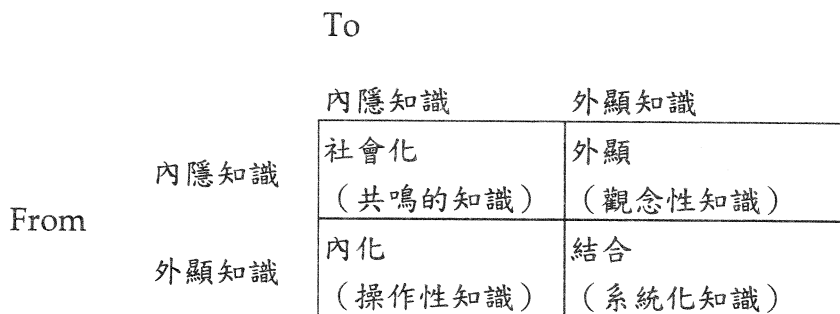 To
內隱知識 外顯知識
內隱知識 社會化 外顯
（共鳴的知識） （觀念性知識）
From
外顯知識 內化 結合
（操作性知識） （系統化知識）